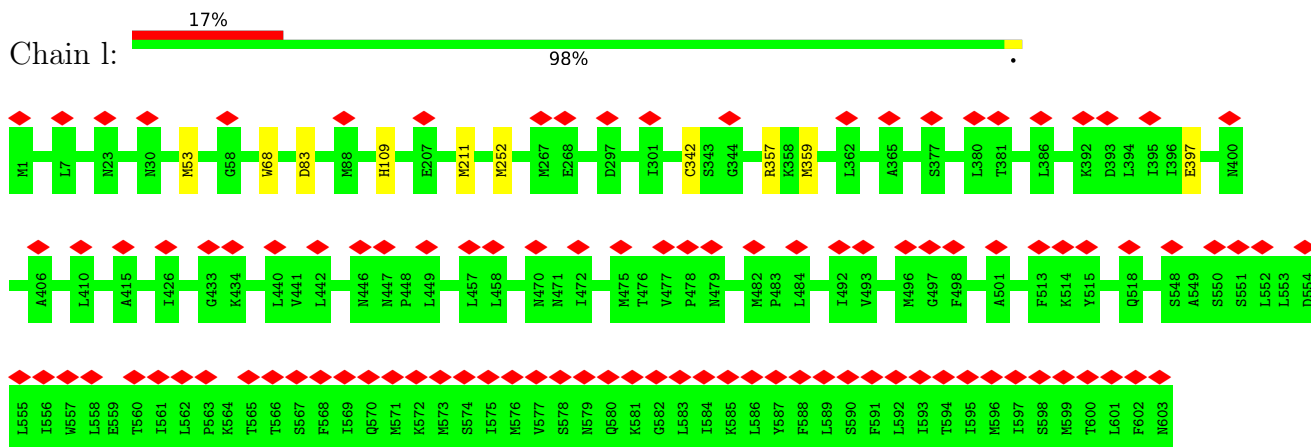 17%
Chain l:
98%
.
M1 L7 N23 N30 M53 G58 W68 D83 M88 H109 E207 M211 M252 M267 E268 D297 I301 C342 S343 G344 R357 K358 M359 L362 A365 S377 L380 T381 L386 K392 D393 L394 I395 I396 E397 N400
A406 L410 A415 I426 G433 K434 L440 V441 L442 N446 N447 P448 L449 L457 L458 N470 N471 I472 M475 T476 V477 P478 N479 M482 P483 L484 I492 V493 M496 G497 F498 A501 F513 K514 Y515 Q518 S548 A549 S550 S551 L552 L553 D554
L555 I556 W557 L558 E559 T560 I561 L562 P563 K564 T565 T566 S567 F568 I569 Q570 M571 K572 M573 S574 I575 M576 V577 S578 N579 Q580 K581 G582 L583 I584 K585 L586 Y587 F588 L589 S590 F591 L592 I593 T594 I595 M596 I597 S598 M599 T600 L601 F602 N603